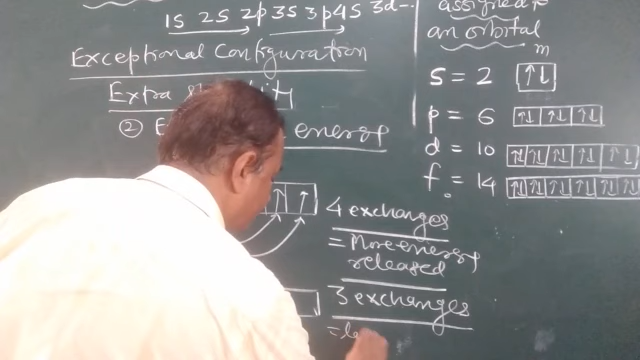 1S 2S 2p 3S 3p 4S 3d-..
Exceptional Configuration
Extra
② energy
4 exchanges
= More energy
released
3 exchanges
assigned to
an orbital
m
S = 2 ↑↓
p = 6 ↑↓ ↑↓ ↑↓
d = 10 ↑↓ ↑↓ ↑↓ ↑↓ ↑↓
f = 14 ↑↓ ↑↓ ↑↓ ↑↓ ↑↓ ↑↓ ↑↓